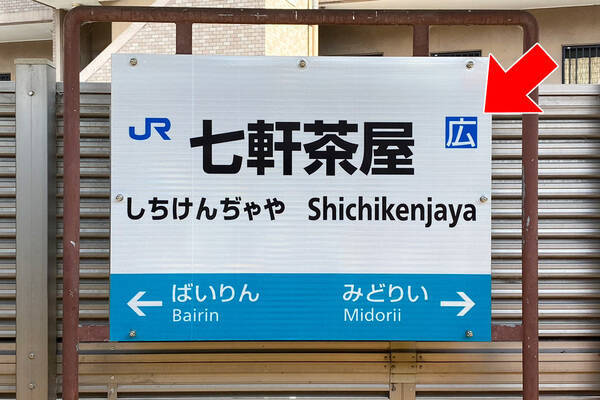 JR 七軒茶屋 広
しちけんぢゃや Shichikenjaya
← ばいりん みどりい →
Bairin Midorii